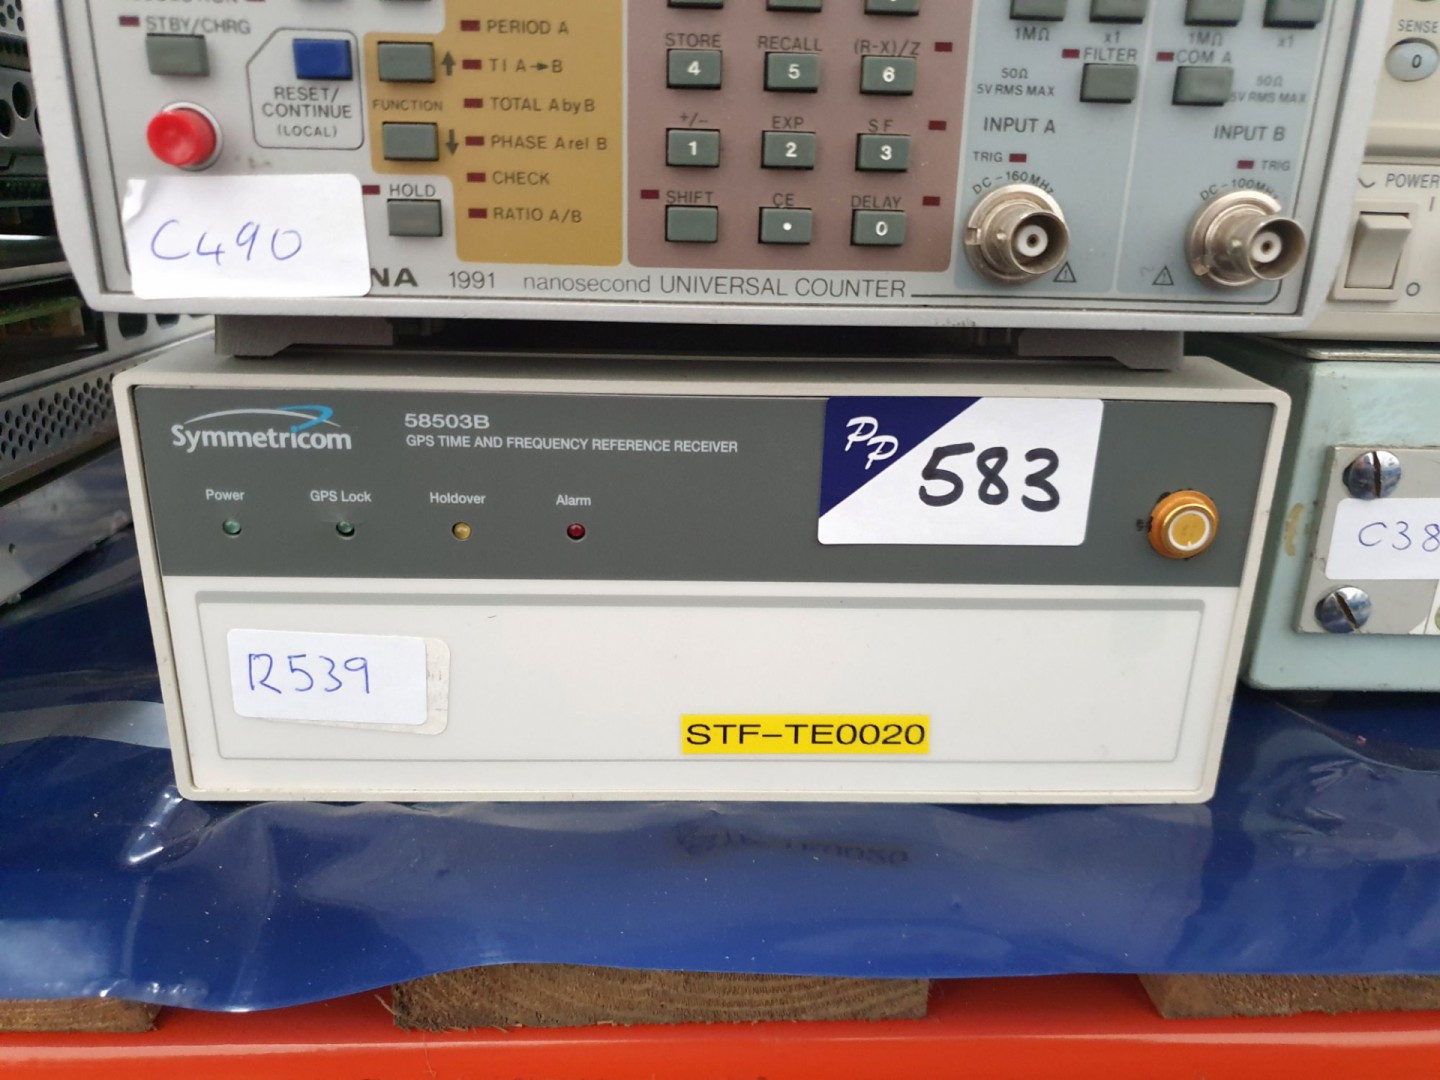 STBY/CHRG
RESET/
CONTINUE
(LOCAL)
FUNCTION
HOLD
PERIOD A
TI A→B
TOTAL A by B
PHASE A rel B
CHECK
RATIO A/B
STORE
RECALL
(R-X)/Z
4
5
6
+/-
EXP
SF
1
2
3
SHIFT
CE
DELAY
•
0
1MΩ
x1
1MΩ
x1
FILTER
COM A
50Ω
5V RMS MAX
50Ω
5V RMS MAX
INPUT A
INPUT B
TRIG
TRIG
DC - 160MHz
DC - 100MHz
C490
NA 1991 nanosecond UNIVERSAL COUNTER
SENSE
0
POWER
I
O
Symmetricom
58503B
GPS TIME AND FREQUENCY REFERENCE RECEIVER
Power
GPS Lock
Holdover
Alarm
PP
583
R539
STF-TE0020
C38